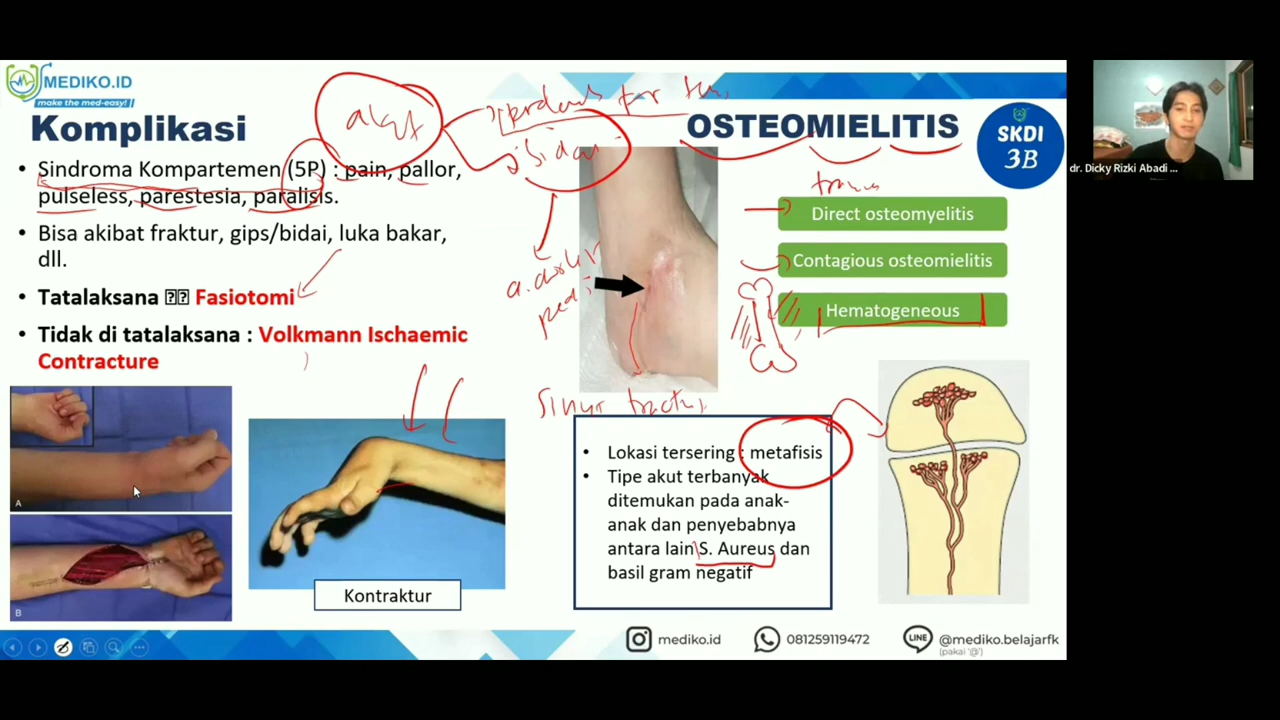 MEDIKO.ID
make the med-easy!
Komplikasi
• Sindroma Kompartemen (5P) : pain, pallor,
pulseless, parestesia, paralisis.
• Bisa akibat fraktur, gips/bidai, luka bakar,
dll.
• Tatalaksana Fasiotomi
• Tidak di tatalaksana : Volkmann Ischaemic
Contracture
A
B
Kontraktur
akut
bidai
OSTEOMIELITIS
SKDI
3B
Direct osteomyelitis
Contagious osteomielitis
Hematogeneous
• Lokasi tersering : metafisis
• Tipe akut terbanyak
ditemukan pada anak-
anak dan penyebabnya
antara lain S. Aureus dan
basil gram negatif
mediko.id
081259119472
LINE
@mediko.belajarfk
(pakai '@')
dr. Dicky Rizki Abadi ...